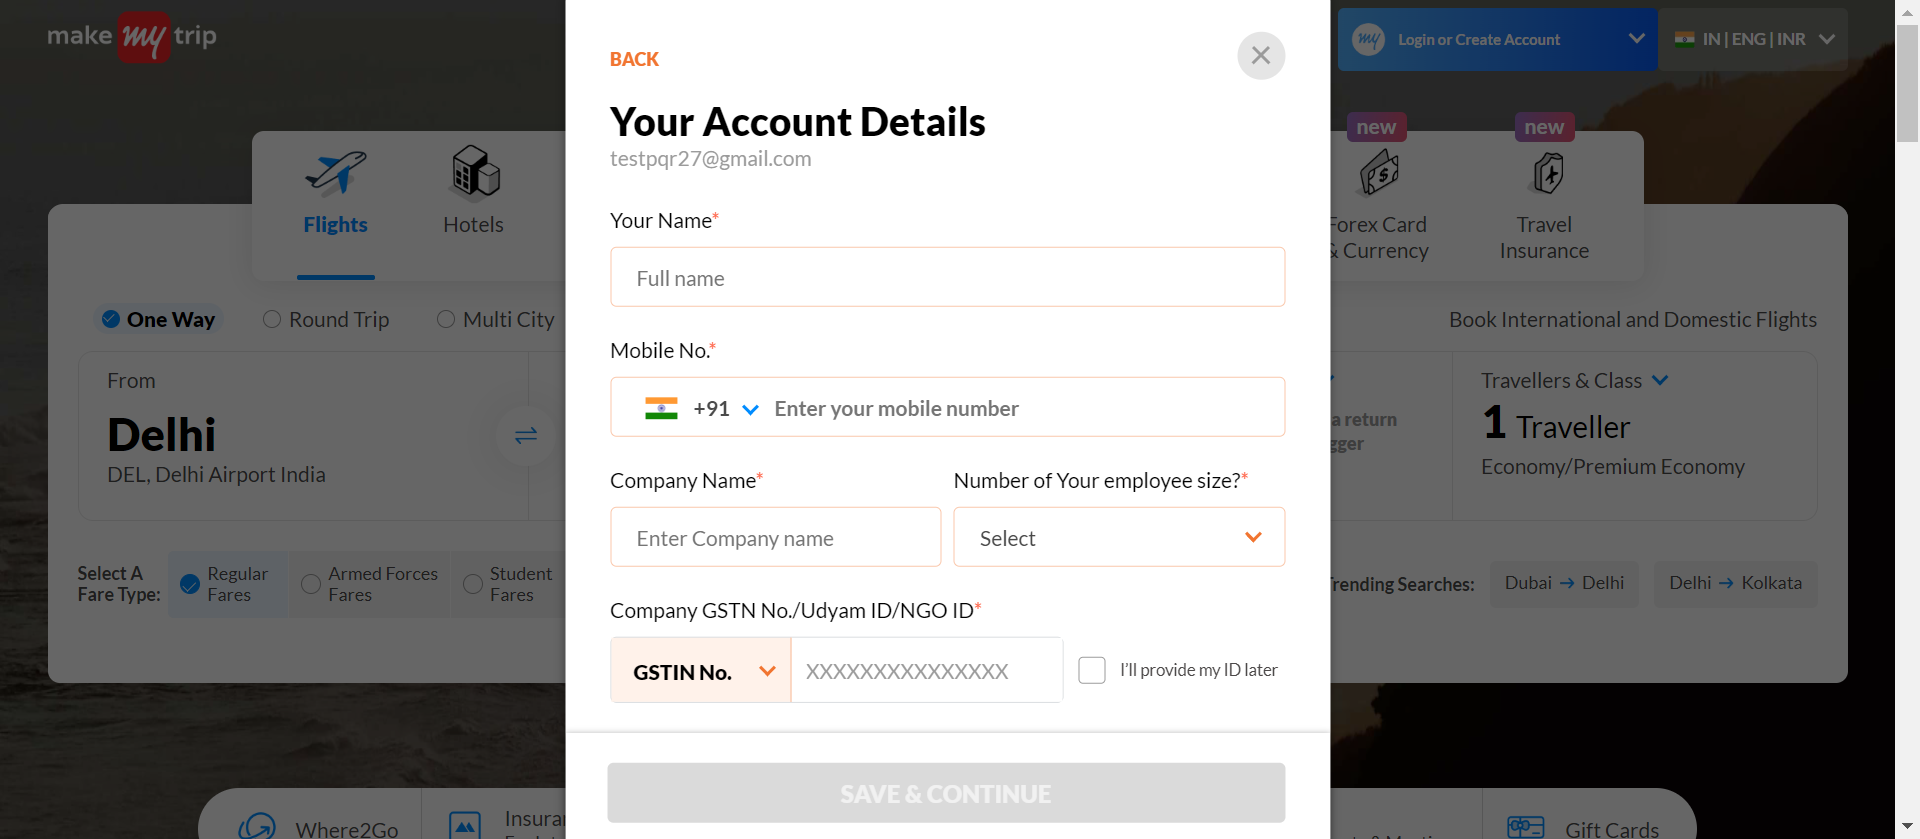 make my trip
my Login or Create Account
IN | ENG | INR
Flights
Hotels
new
Forex Card
& Currency
new
Travel
Insurance
One Way
Round Trip
Multi City
Book International and Domestic Flights
From
Delhi
DEL, Delhi Airport India
a return
gger
Travellers & Class
1 Traveller
Economy/Premium Economy
Select A
Fare Type:
Regular
Fares
Armed Forces
Fares
Student
Fares
Trending Searches:
Dubai → Delhi
Delhi → Kolkata
Where2Go
Insura
Gift Cards
BACK
Your Account Details
testpqr27@gmail.com
Your Name*
Full name
Mobile No.*
+91 Enter your mobile number
Company Name*
Number of Your employee size?*
Enter Company name
Select
Company GSTN No./Udyam ID/NGO ID*
GSTIN No.
XXXXXXXXXXXXXXX
I'll provide my ID later
SAVE & CONTINUE